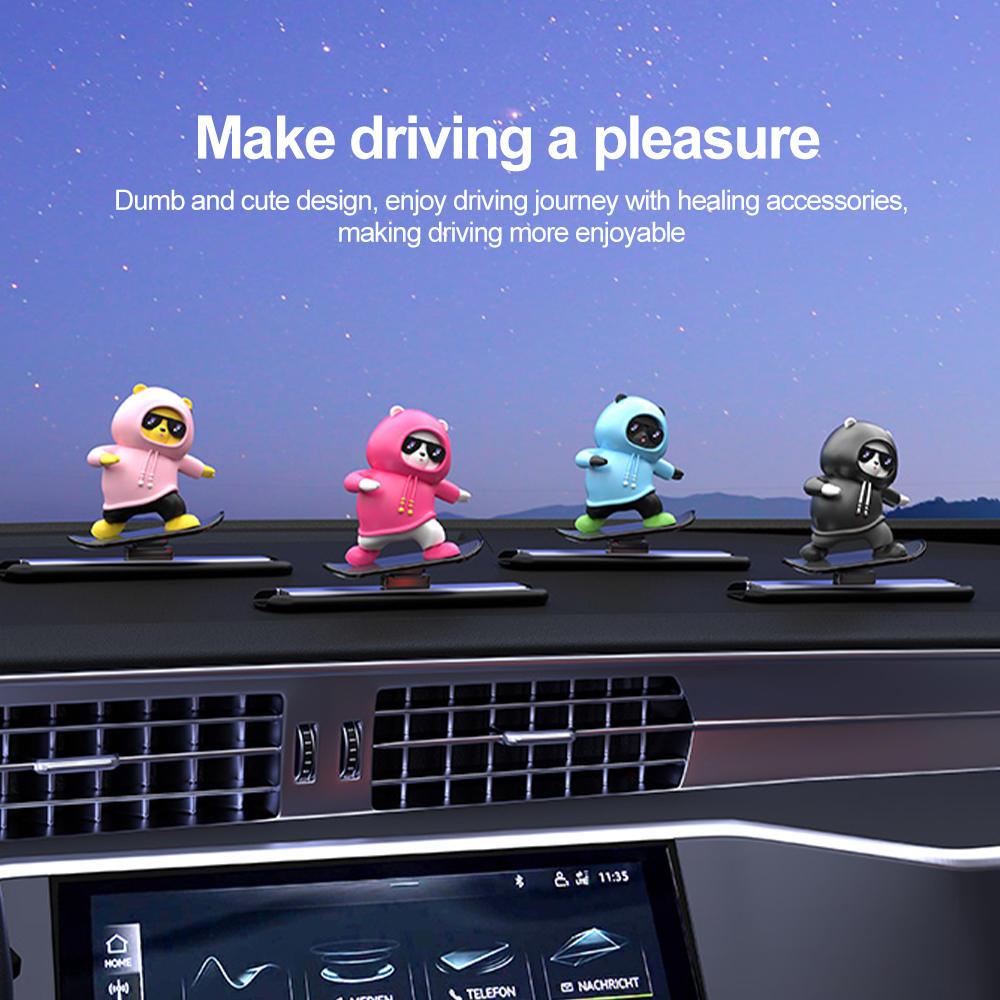 Make driving a pleasure
Dumb and cute design, enjoy driving journey with healing accessories,
making driving more enjoyable
11:35
HOME
TELEFON
NACHRICHT